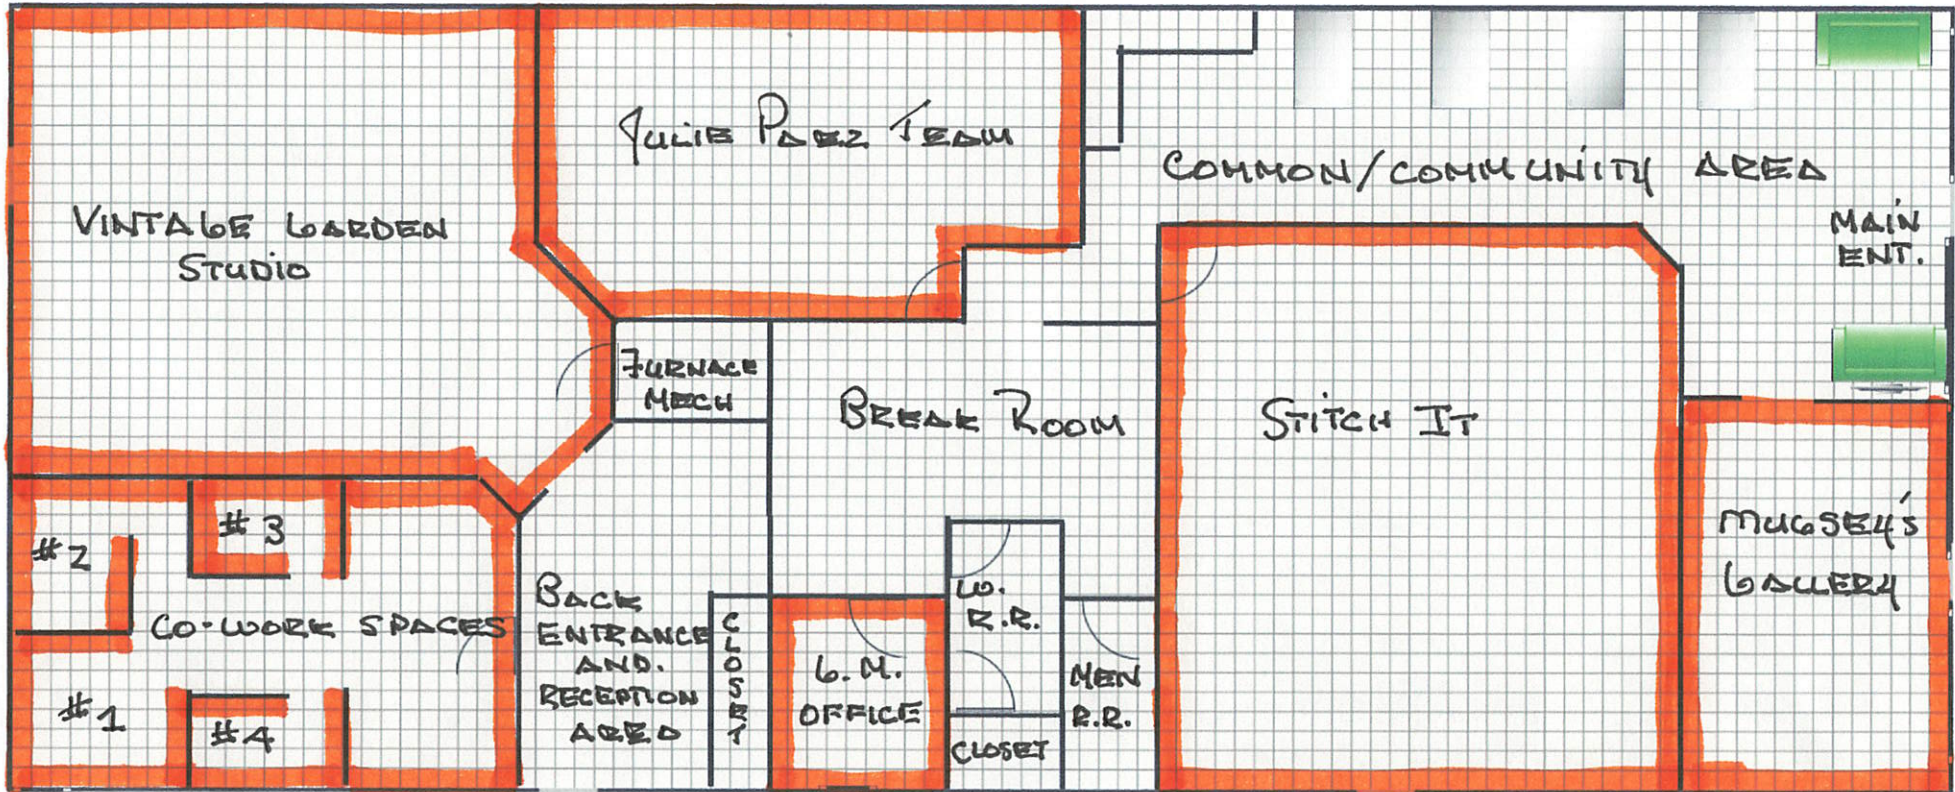 JULIE PAEZ TEAM
COMMON/COMMUNITY AREA
VINTAGE GARDEN
STUDIO
MAIN
ENT.
FURNACE
MECH
BREAK ROOM
STITCH IT
MUGSEY'S
GALLERY
#2
#3
CO-WORK SPACES
#1
#4
BACK
ENTRANCE
AND.
RECEPTION
AREA
CLOSET
G.M.
OFFICE
W.
R.R.
CLOSET
MEN
R.R.